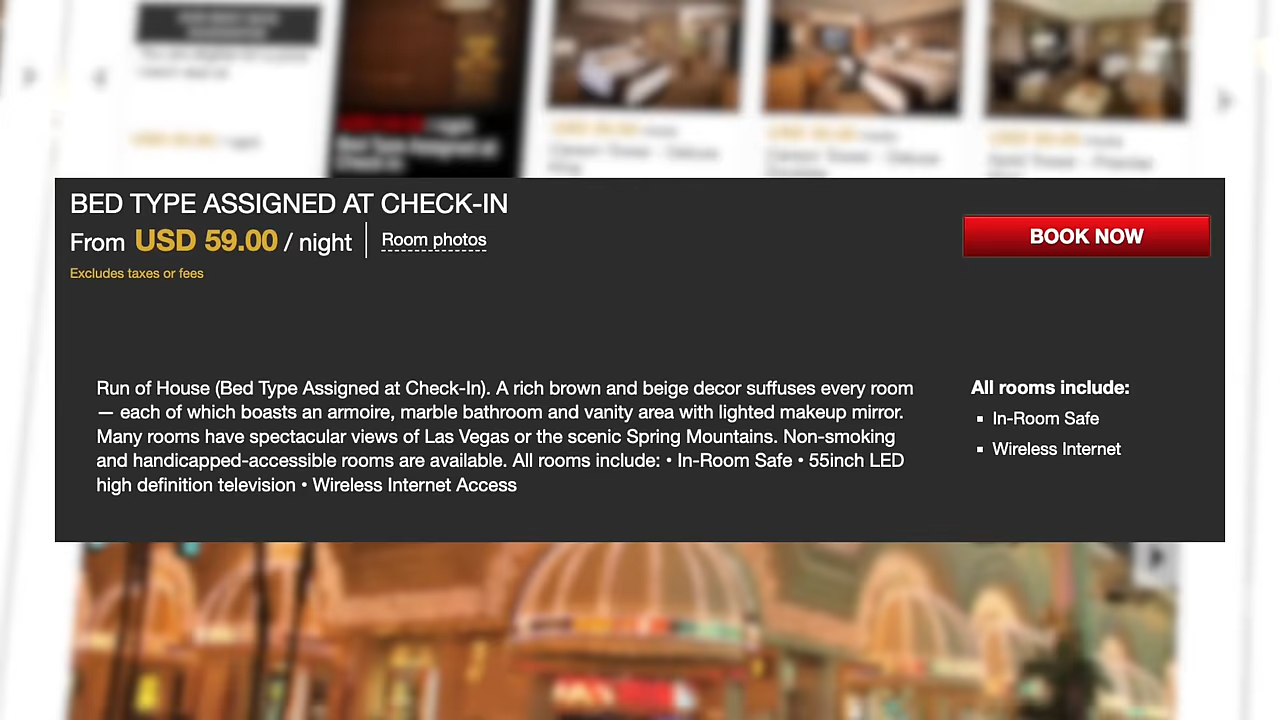 BED TYPE ASSIGNED AT CHECK-IN
From USD 59.00 / night Room photos
BOOK NOW
Excludes taxes or fees
Run of House (Bed Type Assigned at Check-In). A rich brown and beige decor suffuses every room
— each of which boasts an armoire, marble bathroom and vanity area with lighted makeup mirror.
Many rooms have spectacular views of Las Vegas or the scenic Spring Mountains. Non-smoking
and handicapped-accessible rooms are available. All rooms include: • In-Room Safe • 55inch LED
high definition television • Wireless Internet Access
All rooms include:
▪ In-Room Safe
▪ Wireless Internet